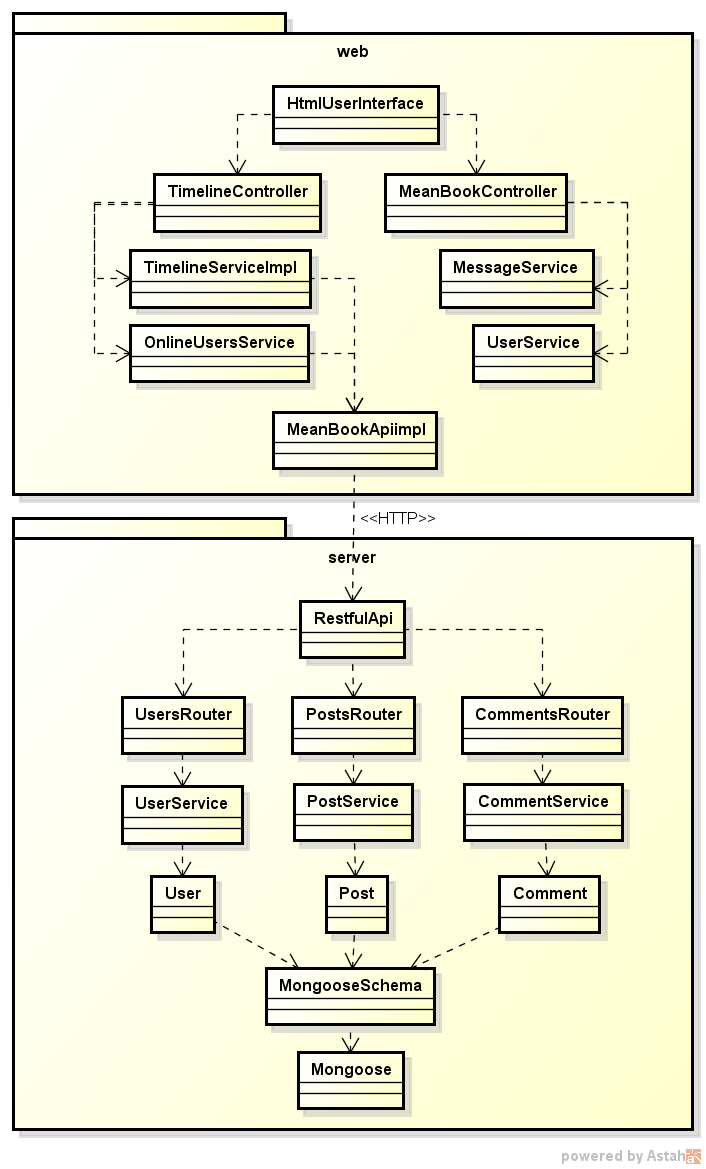 web
HtmlUserInterface
TimelineController
MeanBookController
TimelineServiceImpl
MessageService
OnlineUsersService
UserService
MeanBookApiimpl
<<HTTP>>
server
RestfulApi
UsersRouter
PostsRouter
CommentsRouter
UserService
PostService
CommentService
User
Post
Comment
MongooseSchema
Mongoose
powered by Astah